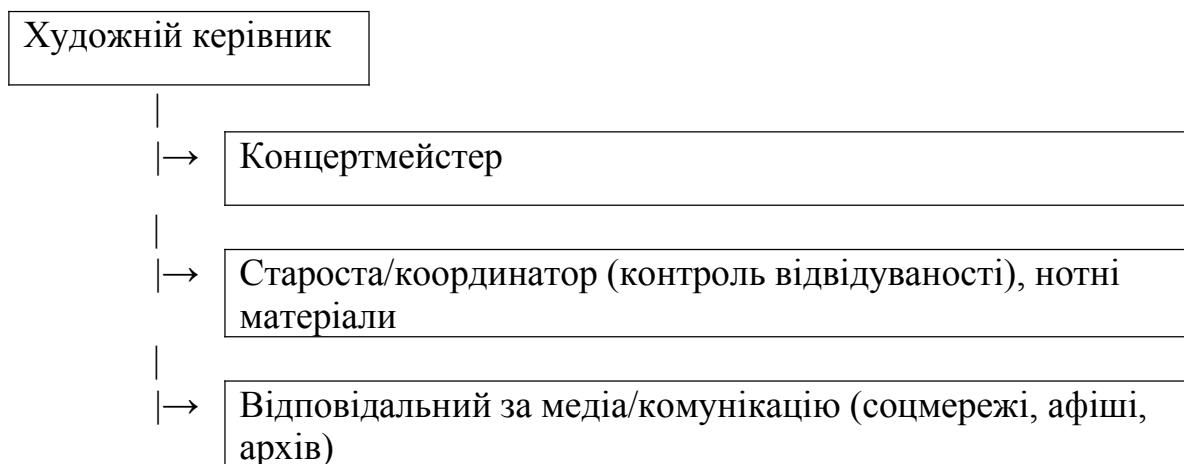 Художній керівник
|
|→ Концертмейстер
|
|→ Староста/координатор (контроль відвідуваності), нотні
матеріали
|
|→ Відповідальний за медіа/комунікацію (соцмережі, афіші,
архів)